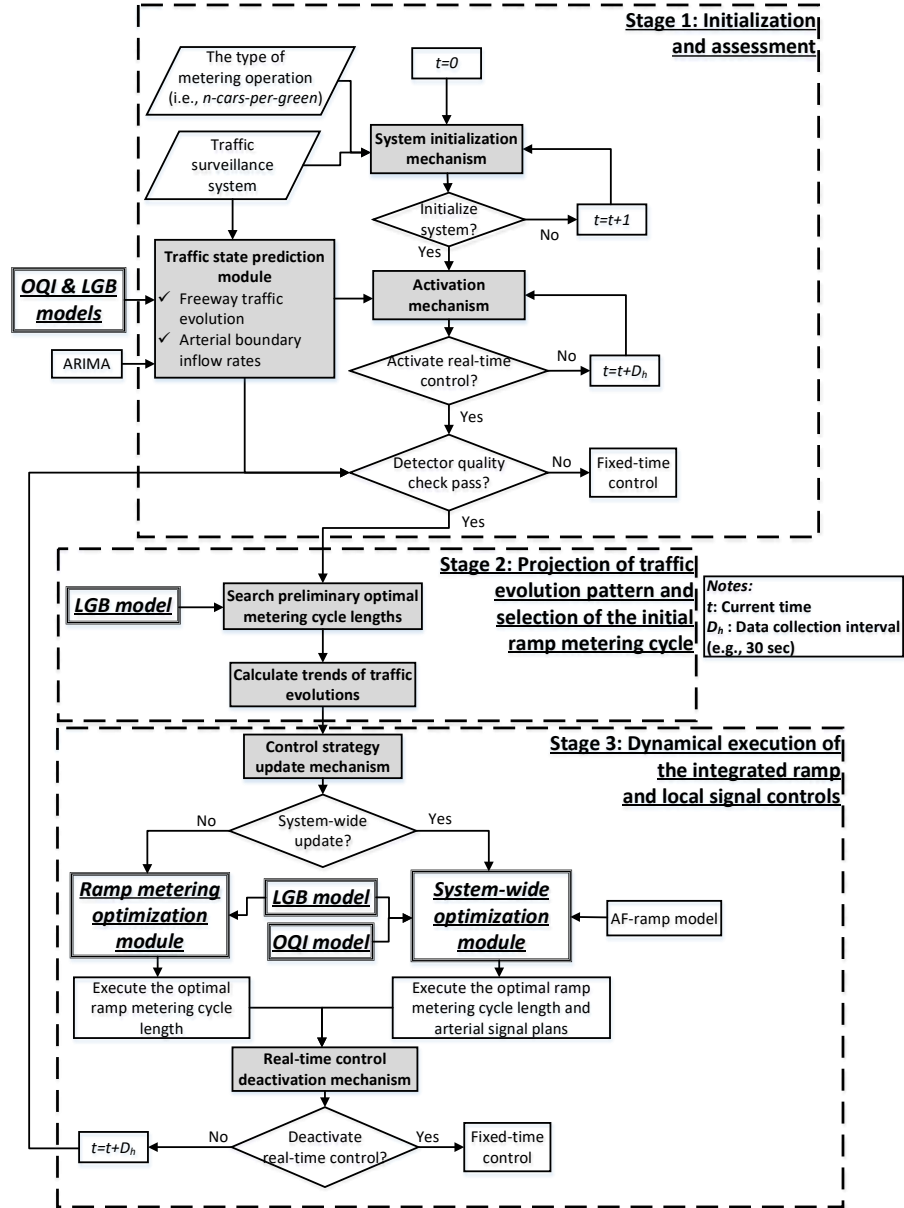 Stage 1: Initialization
and assessment
The type of
metering operation
(i.e., n-cars-per-green)
t=0
Traffic
surveillance
system
System initialization
mechanism
Initialize
system?
No
t=t+1
Yes
Traffic state prediction
module
✓ Freeway traffic
evolution
✓ Arterial boundary
inflow rates
OQI & LGB
models
ARIMA
Activation
mechanism
Activate real-time
control?
No
t=t+Dh
Yes
Detector quality
check pass?
No
Fixed-time
control
Yes
Stage 2: Projection of traffic
evolution pattern and
selection of the initial
ramp metering cycle
LGB model
Search preliminary optimal
metering cycle lengths
Calculate trends of traffic
evolutions
Notes:
t: Current time
Dh : Data collection interval
(e.g., 30 sec)
Stage 3: Dynamical execution of
the integrated ramp
and local signal controls
Control strategy
update mechanism
System-wide
update?
No
Yes
Ramp metering
optimization
module
LGB model
OQI model
System-wide
optimization
module
AF-ramp model
Execute the optimal
ramp metering cycle
length
Execute the optimal ramp
metering cycle length and
arterial signal plans
Real-time control
deactivation mechanism
Deactivate
real-time control?
No
t=t+Dh
Yes
Fixed-time
control